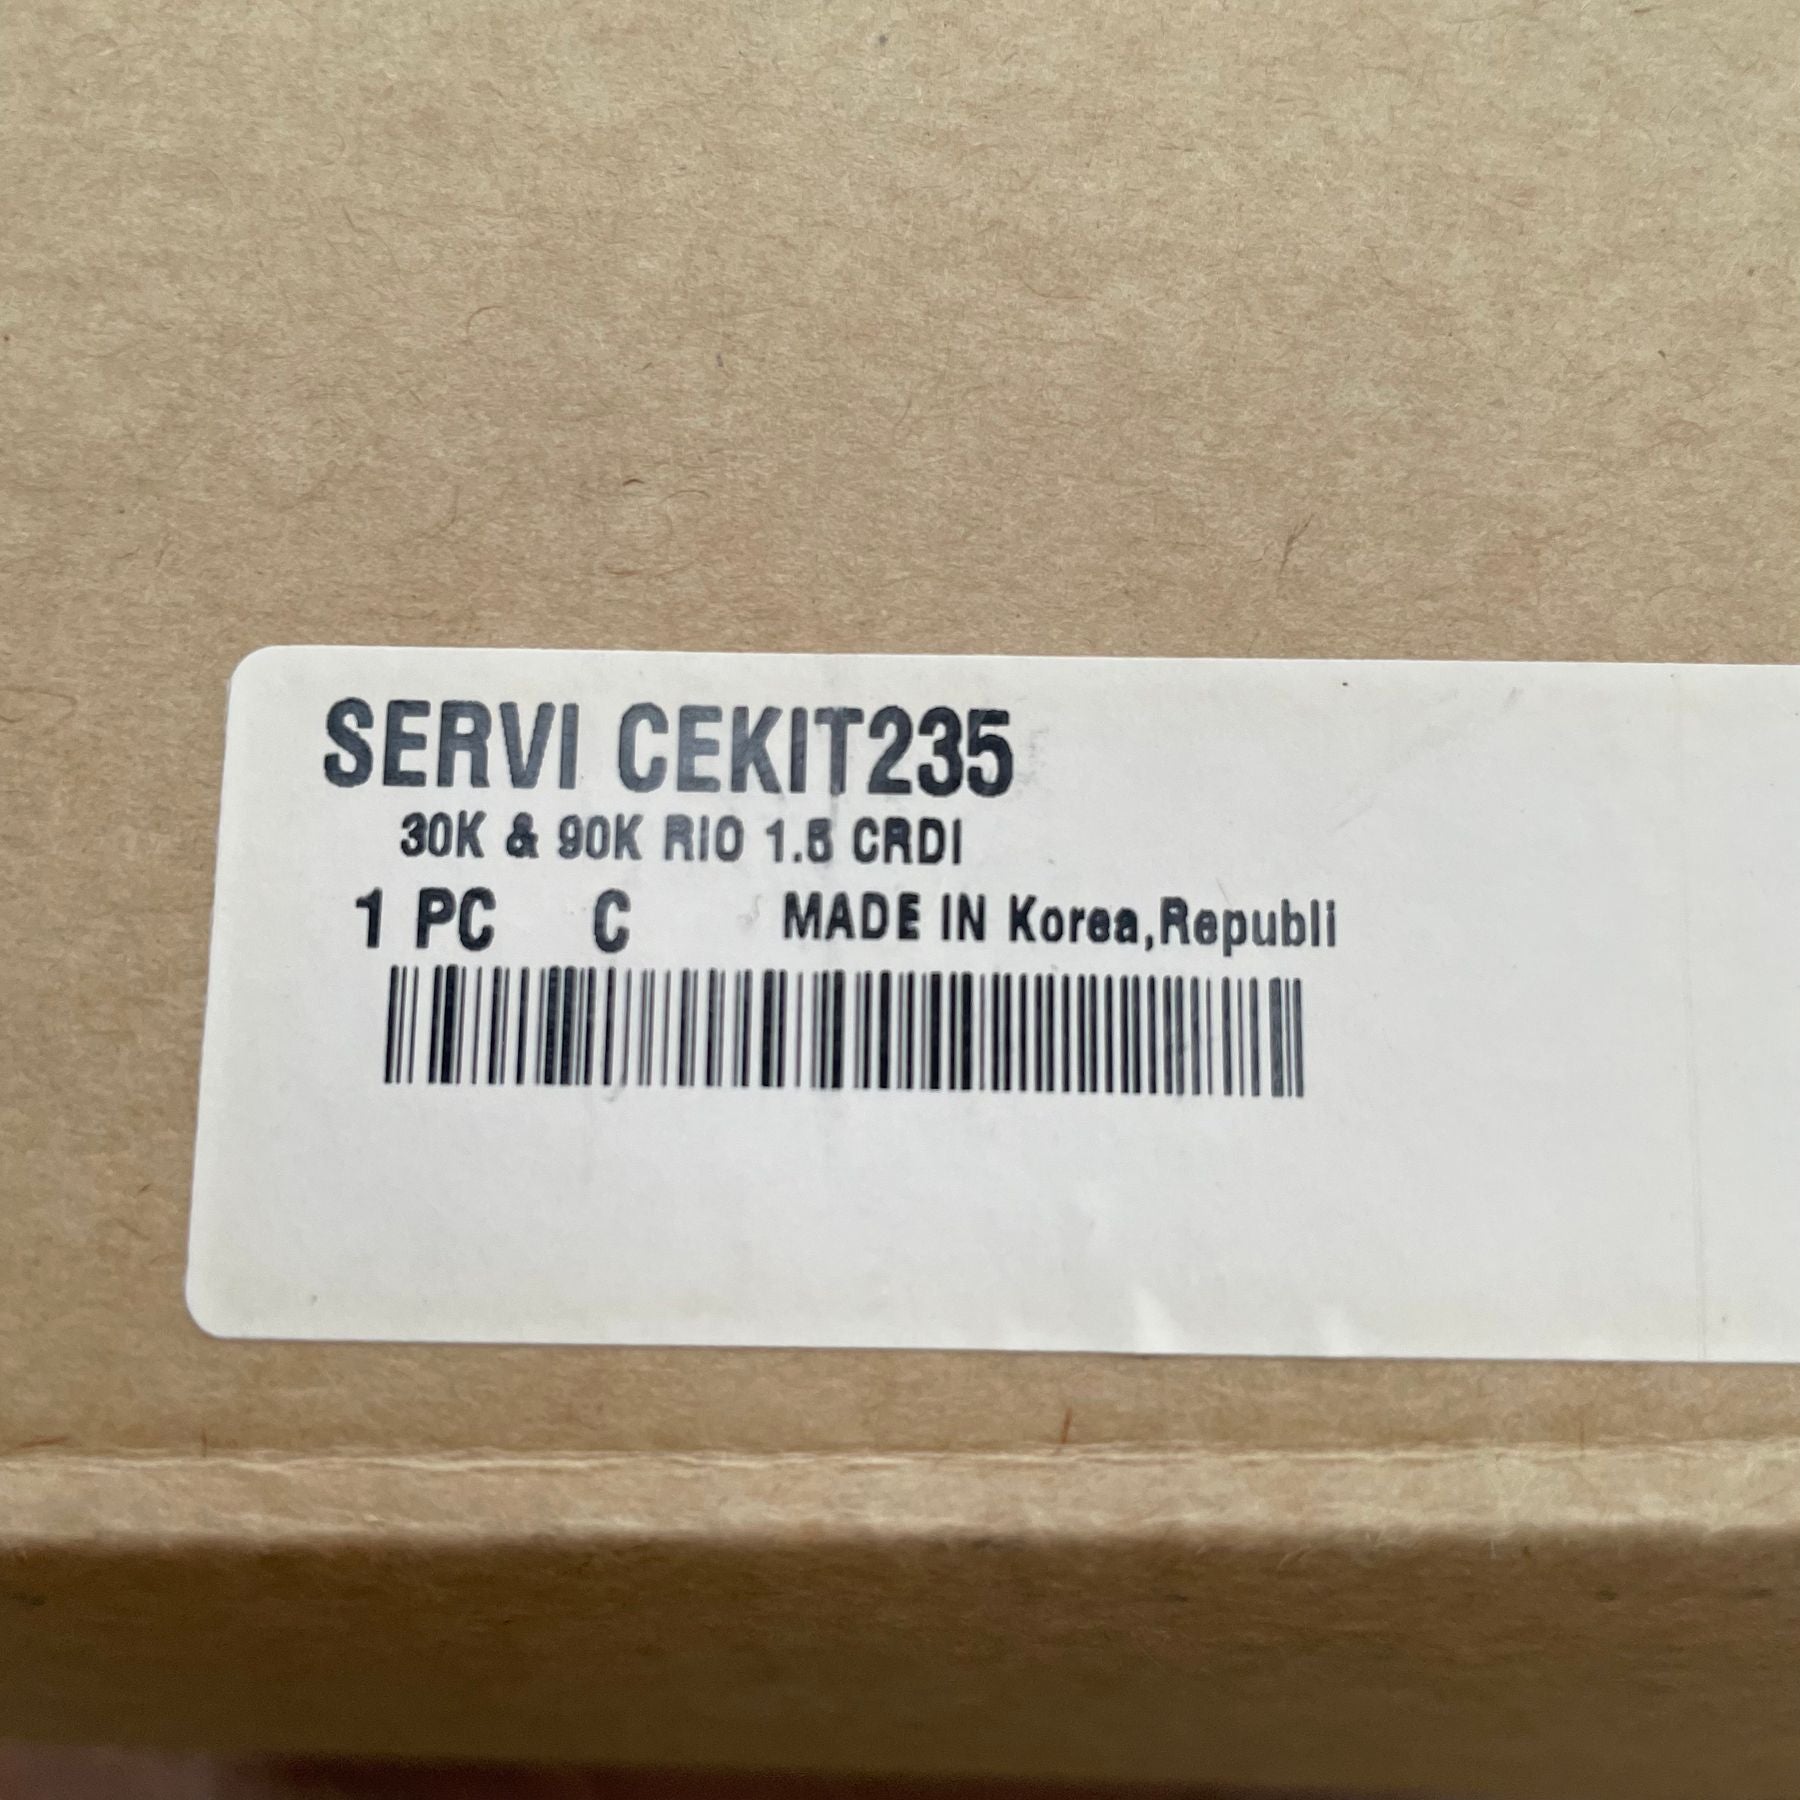 SERVI CEKIT235
30K & 90K RIO 1.5 CRDI
1 PC C MADE IN Korea,Republi